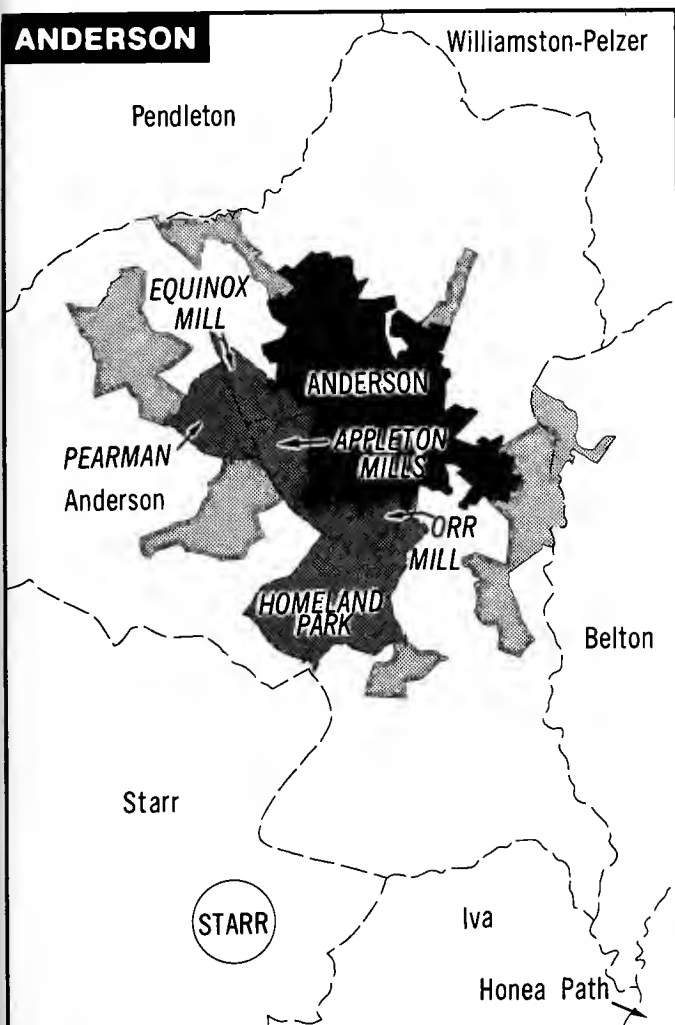 ANDERSON
Williamston-Pelzer
Pendleton
EQUINOX
MILL
ANDERSON
APPLETON
MILLS
PEARMAN
Anderson
ORR
MILL
HOMELAND
PARK
Belton
Starr
STARR
Iva
Honea Path